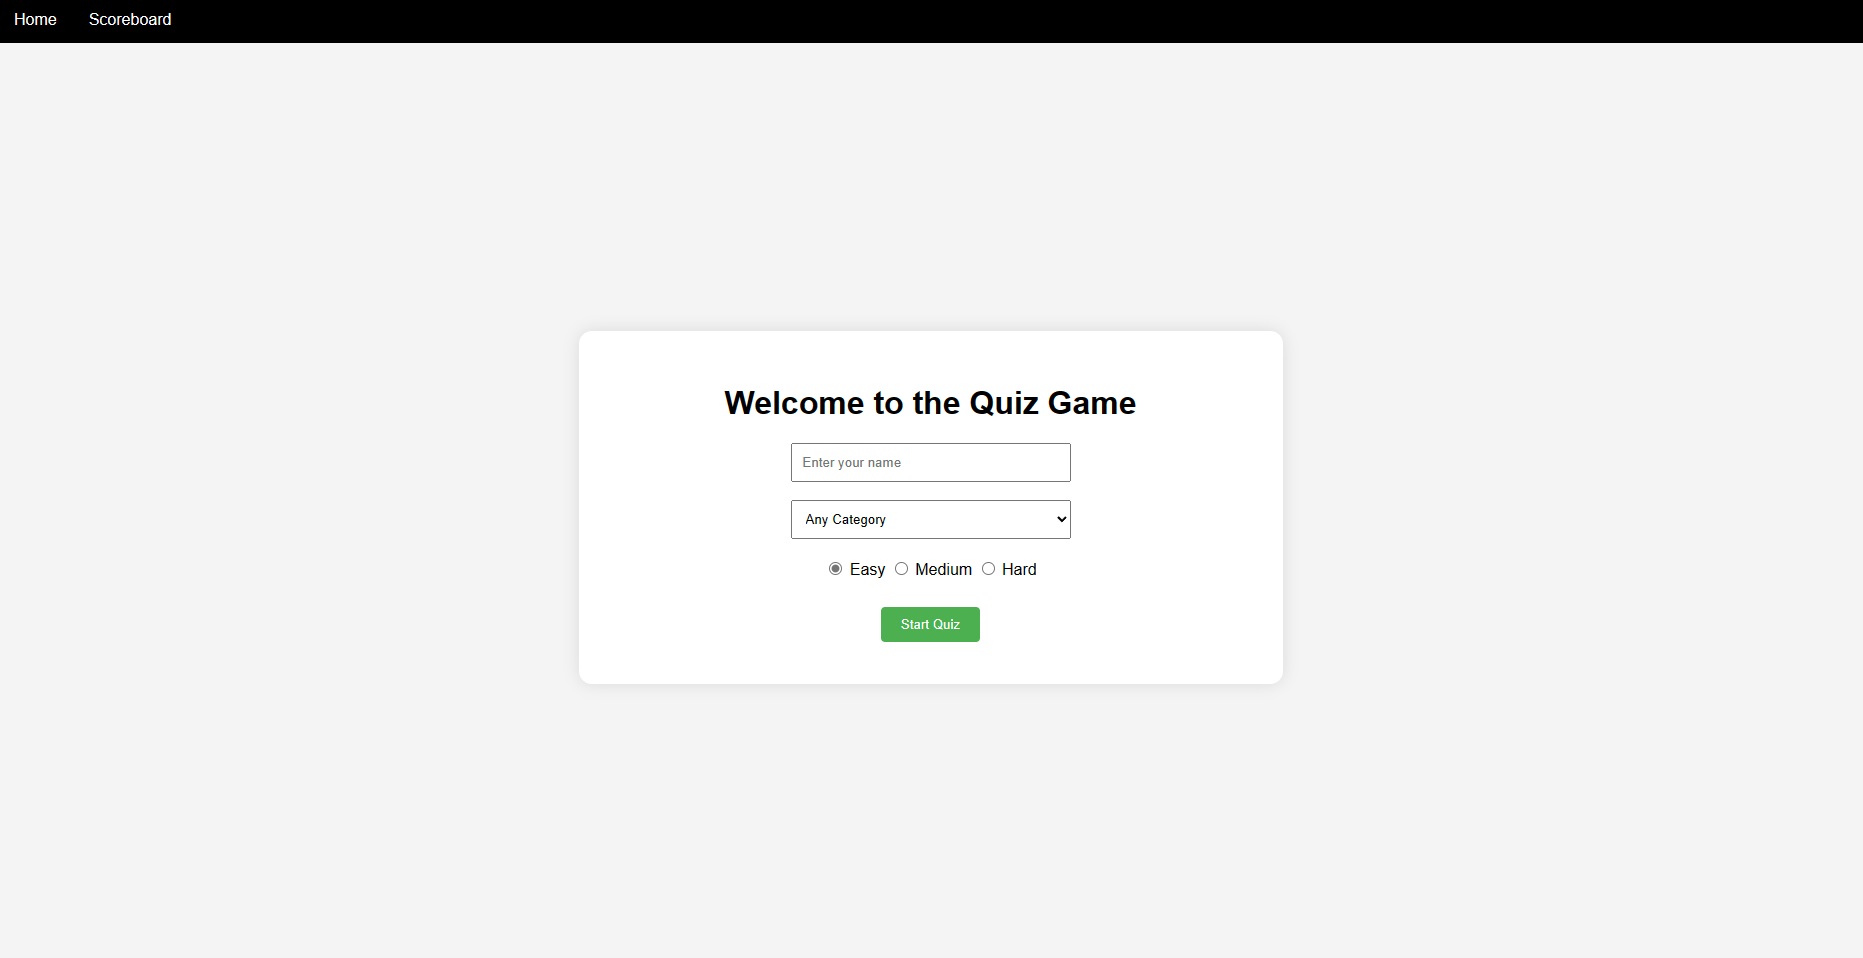 Home Scoreboard
Welcome to the Quiz Game
Enter your name
Any Category
Easy Medium Hard
Start Quiz